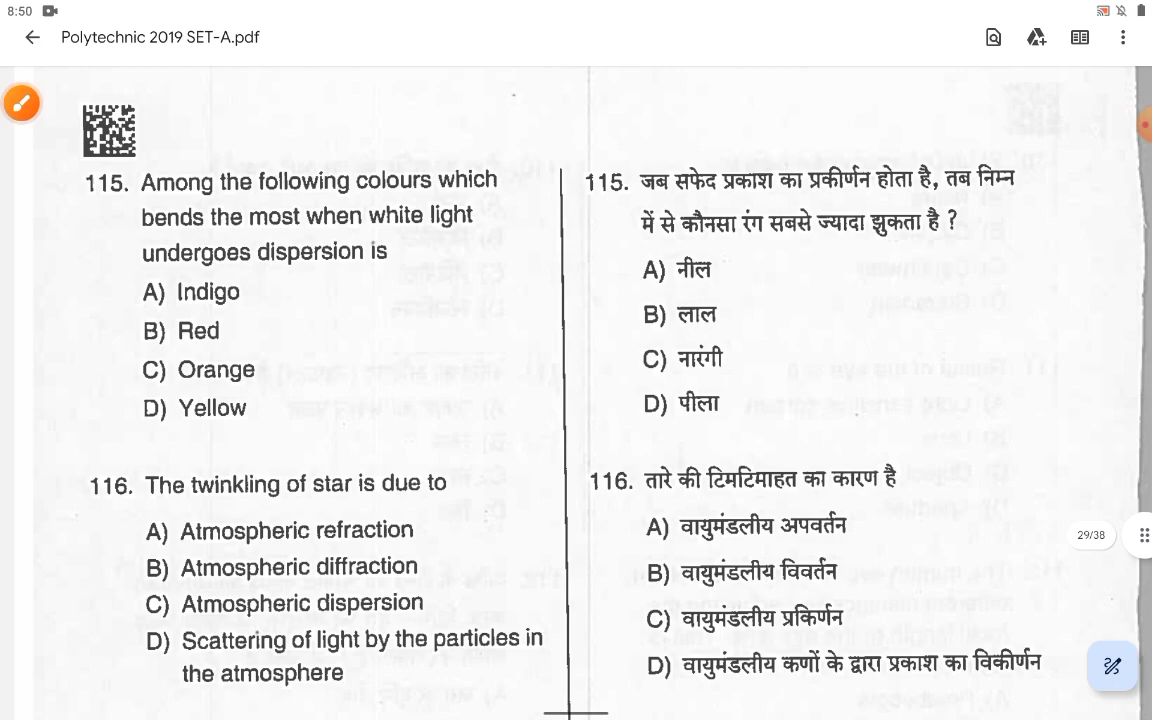 8:50
Polytechnic 2019 SET-A.pdf
115. Among the following colours which
bends the most when white light
undergoes dispersion is
A) Indigo
B) Red
C) Orange
D) Yellow
116. The twinkling of star is due to
A) Atmospheric refraction
B) Atmospheric diffraction
C) Atmospheric dispersion
D) Scattering of light by the particles in
the atmosphere
115. जब सफेद प्रकाश का प्रकीर्णन होता है, तब निम्न
में से कौनसा रंग सबसे ज्यादा झुकता है ?
A) नील
B) लाल
C) नारंगी
D) पीला
116. तारे की टिमटिमाहत का कारण है
A) वायुमंडलीय अपवर्तन
B) वायुमंडलीय विवर्तन
C) वायुमंडलीय प्रकिर्णन
D) वायुमंडलीय कणों के द्वारा प्रकाश का विकीर्णन
29/38